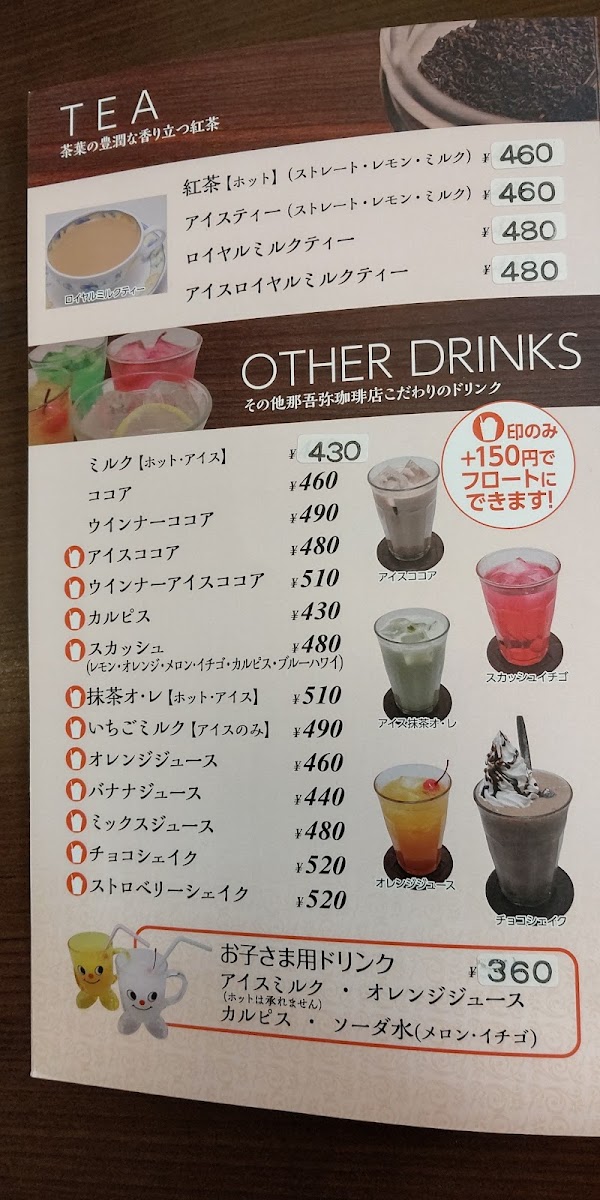 TEA
茶葉の豊潤な香り立つ紅茶
紅茶【ホット】(ストレート・レモン・ミルク) ¥460
アイスティー(ストレート・レモン・ミルク) ¥460
ロイヤルミルクティー ¥480
アイスロイヤルミルクティー ¥480
ロイヤルミルクティー
OTHER DRINKS
その他那吾弥珈琲店こだわりのドリンク
印のみ
+150円で
フロートに
できます!
ミルク【ホット・アイス】 ¥430
ココア ¥460
ウインナーココア ¥490
アイスココア ¥480
ウインナーアイスココア ¥510
カルピス ¥430
スカッシュ ¥480
(レモン・オレンジ・メロン・イチゴ・カルピス・ブルーハワイ)
抹茶オ・レ【ホット・アイス】 ¥510
いちごミルク【アイスのみ】 ¥490
オレンジジュース ¥460
バナナジュース ¥440
ミックスジュース ¥480
チョコシェイク ¥520
ストロベリーシェイク ¥520
アイスココア
スカッシュイチゴ
アイス抹茶オ・レ
オレンジジュース
チョコシェイク
お子さま用ドリンク ¥360
アイスミルク ・ オレンジジュース
(ホットは承れません)
カルピス ・ ソーダ水(メロン・イチゴ)